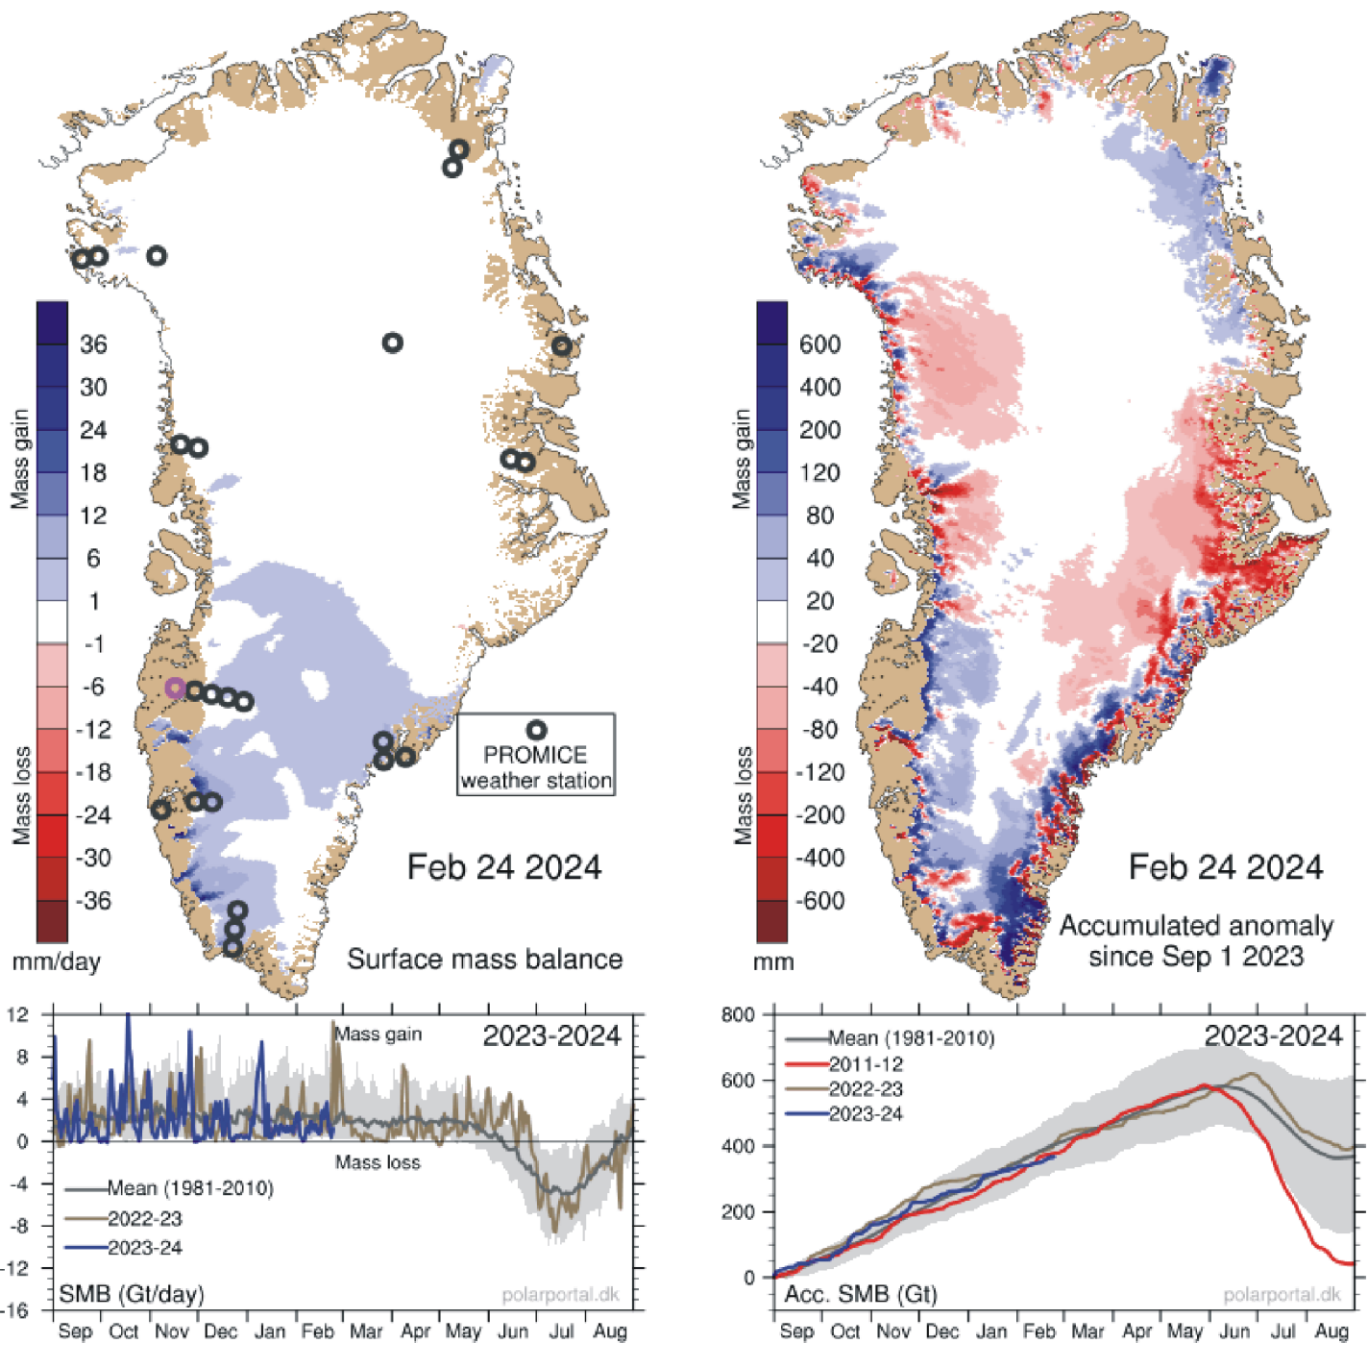 36
30
24
18
12
6
1
-1
-6
-12
-18
-24
-30
-36
mm/day
Mass gain
Mass loss
PROMICE
weather station
Feb 24 2024
Surface mass balance
600
400
200
120
80
40
20
-20
-40
-80
-120
-200
-400
-600
mm
Mass gain
Mass loss
Feb 24 2024
Accumulated anomaly
since Sep 1 2023
12
8
4
0
-4
-8
-12
-16
Mass gain
2023-2024
Mass loss
Mean (1981-2010)
2022-23
2023-24
SMB (Gt/day)
polarportal.dk
Sep Oct Nov Dec Jan Feb Mar Apr May Jun Jul Aug
800
600
400
200
0
Mean (1981-2010)
2011-12
2022-23
2023-24
2023-2024
Acc. SMB (Gt)
polarportal.dk
Sep Oct Nov Dec Jan Feb Mar Apr May Jun Jul Aug